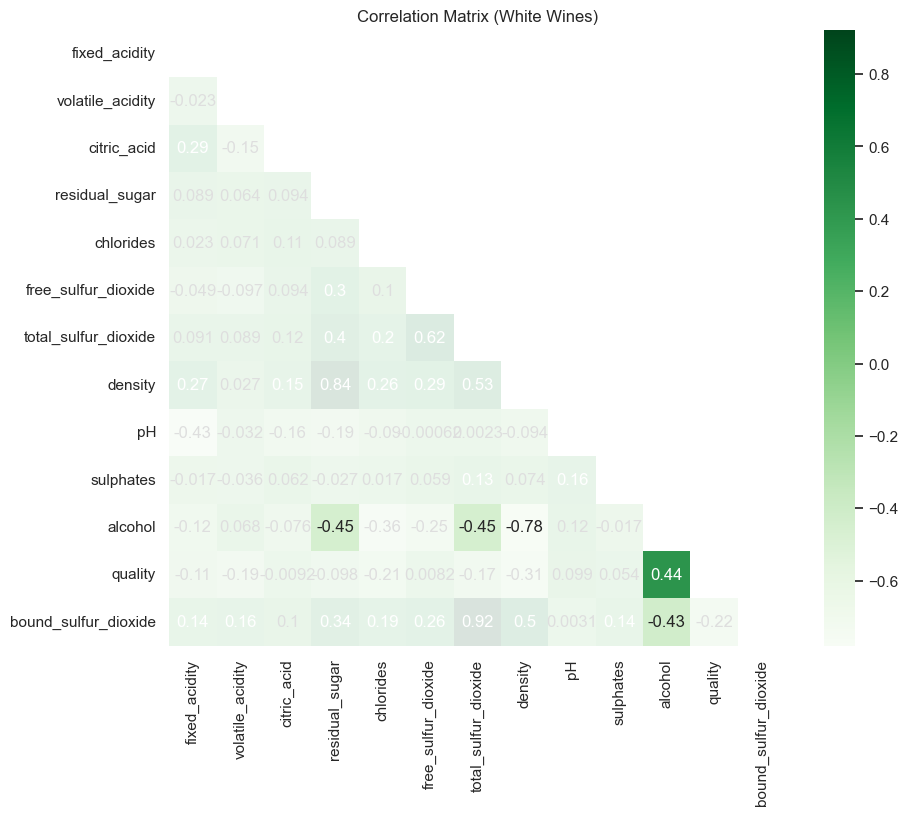 Correlation Matrix (White Wines)
fixed_acidity
volatile_acidity -0.023
citric_acid 0.29 -0.15
residual_sugar 0.089 0.064 0.094
chlorides 0.023 0.071 0.11 0.089
free_sulfur_dioxide -0.049 -0.097 0.094 0.3 0.1
total_sulfur_dioxide 0.091 0.089 0.12 0.4 0.2 0.62
density 0.27 0.027 0.15 0.84 0.26 0.29 0.53
pH -0.43 -0.032 -0.16 -0.19 -0.09 -0.00062 0.0023 -0.094
sulphates -0.017 -0.036 0.062 -0.027 0.017 0.059 0.13 0.074 0.16
alcohol -0.12 0.068 -0.076 -0.45 -0.36 -0.25 -0.45 -0.78 0.12 -0.017
quality -0.11 -0.19 -0.0092 -0.098 -0.21 0.0082 -0.17 -0.31 0.099 0.054 0.44
bound_sulfur_dioxide 0.14 0.16 0.1 0.34 0.19 0.26 0.92 0.5 0.0031 0.14 -0.43 -0.22
fixed_acidity
volatile_acidity
citric_acid
residual_sugar
chlorides
free_sulfur_dioxide
total_sulfur_dioxide
density
pH
sulphates
alcohol
quality
bound_sulfur_dioxide
0.8
0.6
0.4
0.2
0.0
−0.2
−0.4
−0.6